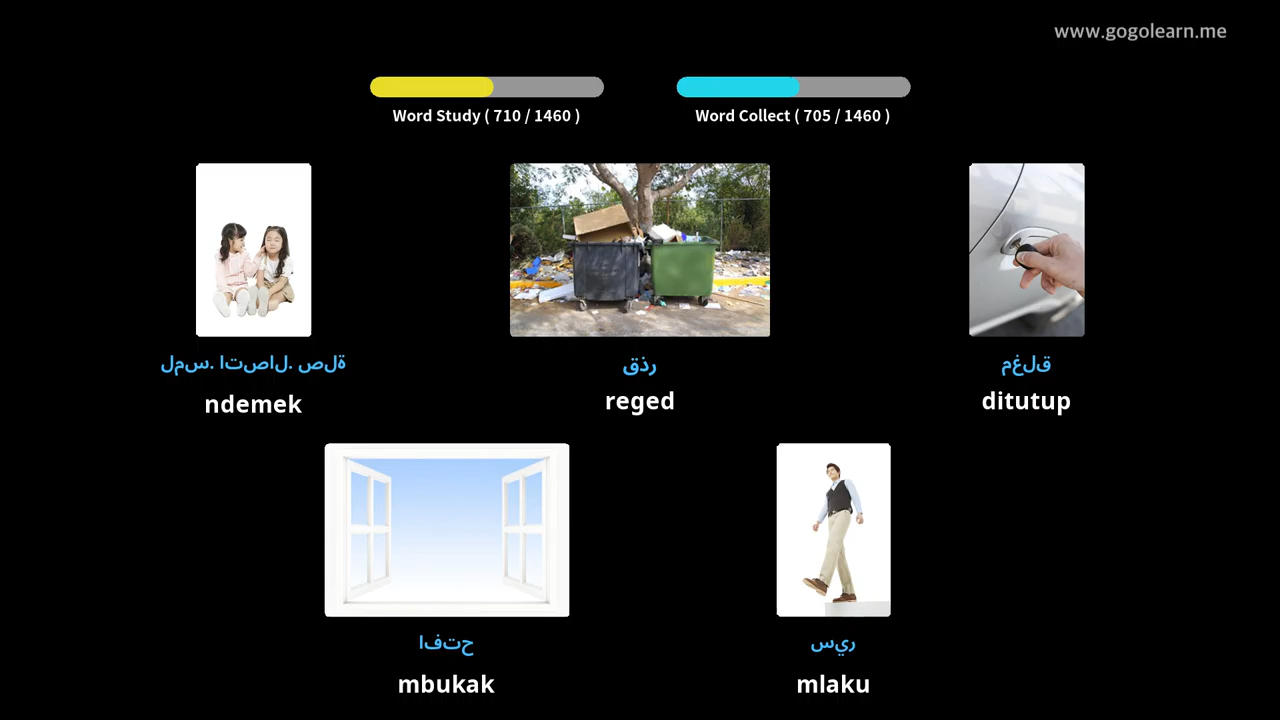 www.gogolearn.me
Word Study ( 710 / 1460 )
Word Collect ( 705 / 1460 )
لمس. اتصال. صلة
ndemek
قذر
reged
مغلق
ditutup
افتح
mbukak
سير
mlaku